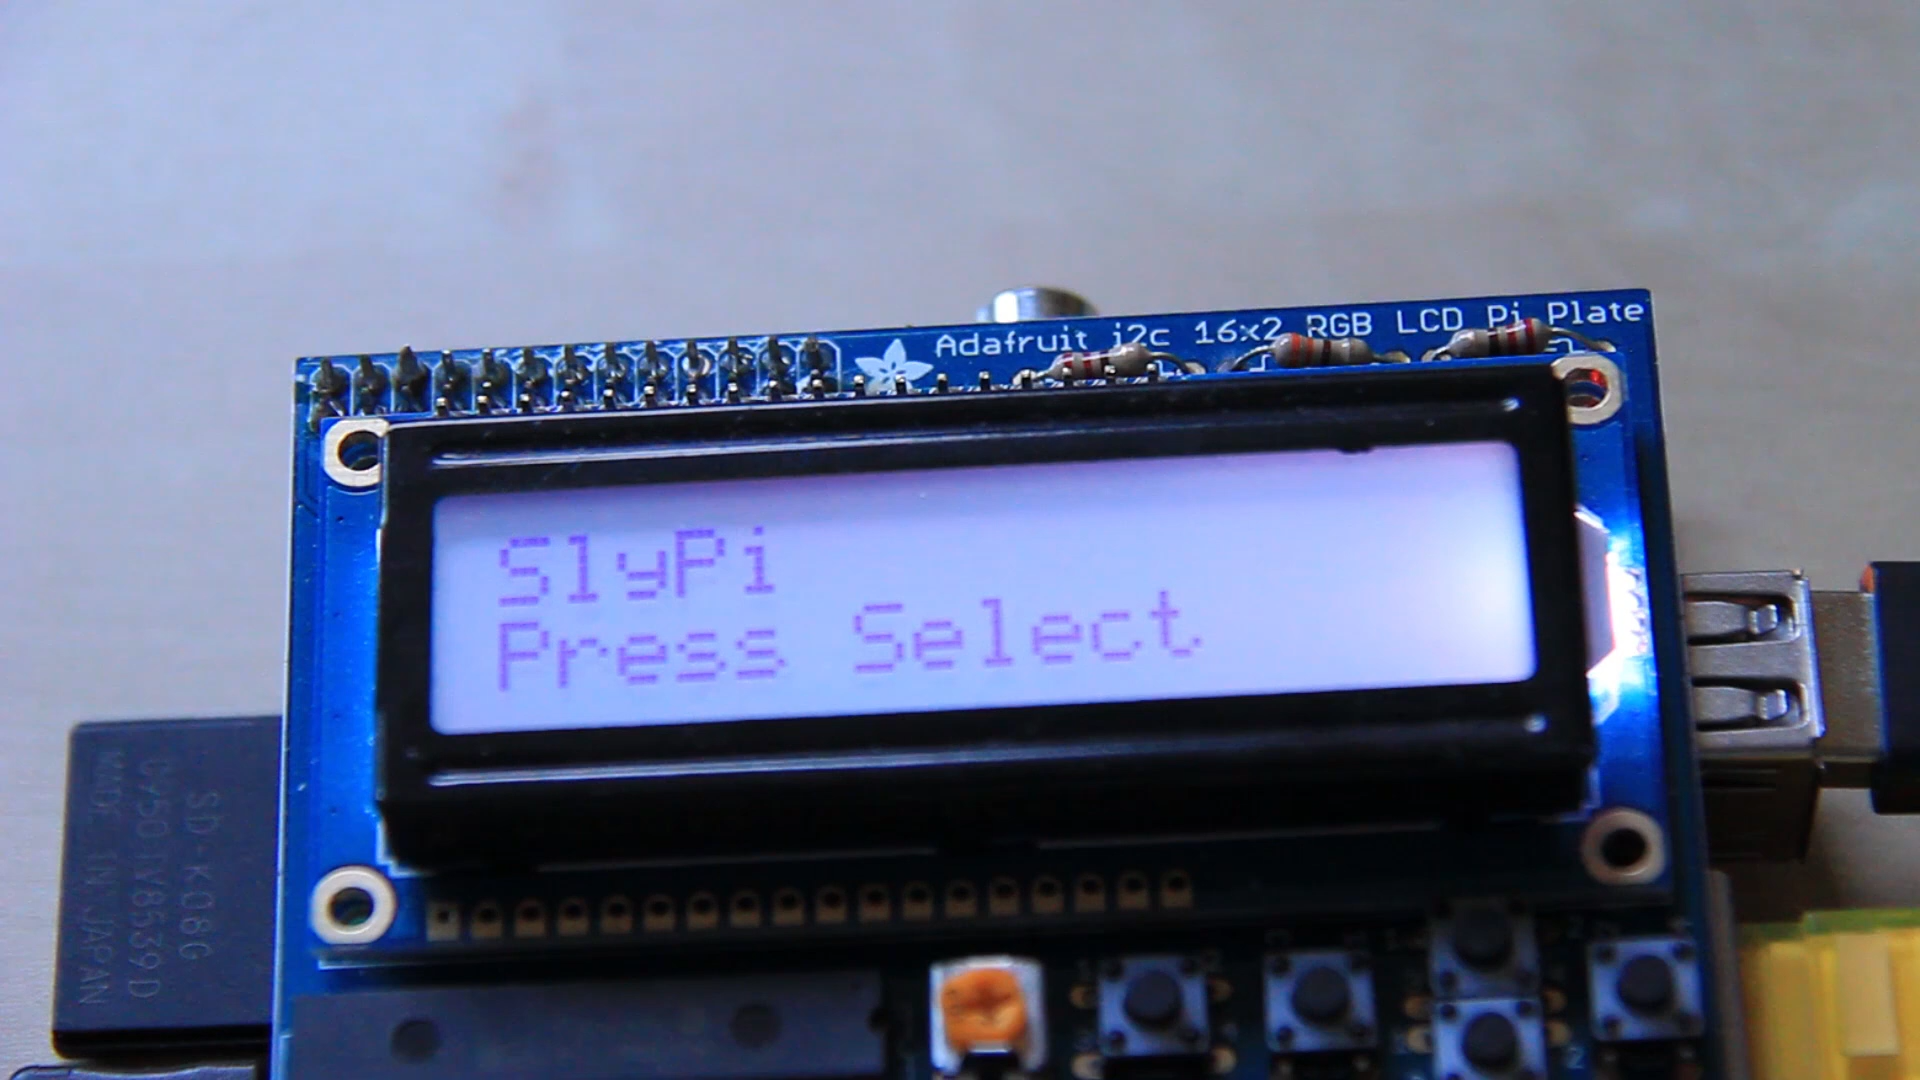 Adafruit i2c 16x2 RGB LCD Pi Plate
SlyPi
Press Select
SD-K08G
MADE IN JAPAN